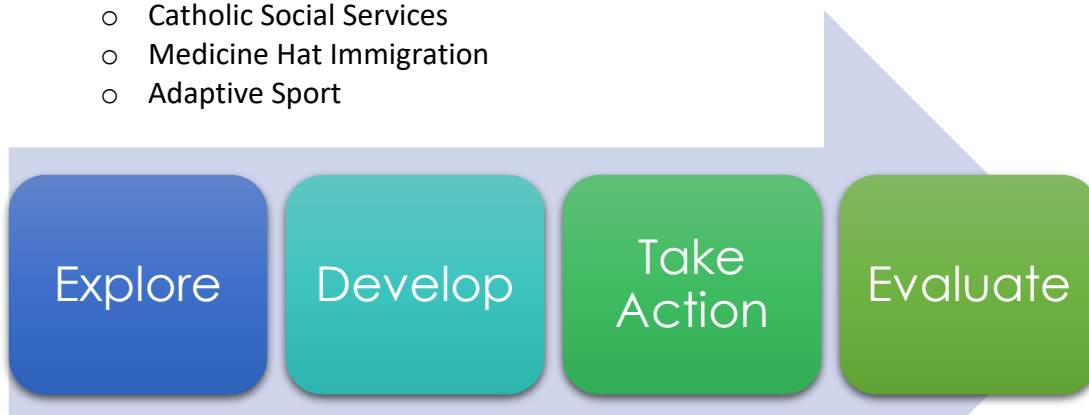 ○ Catholic Social Services
○ Medicine Hat Immigration
○ Adaptive Sport
Explore
Develop
Take
Action
Evaluate